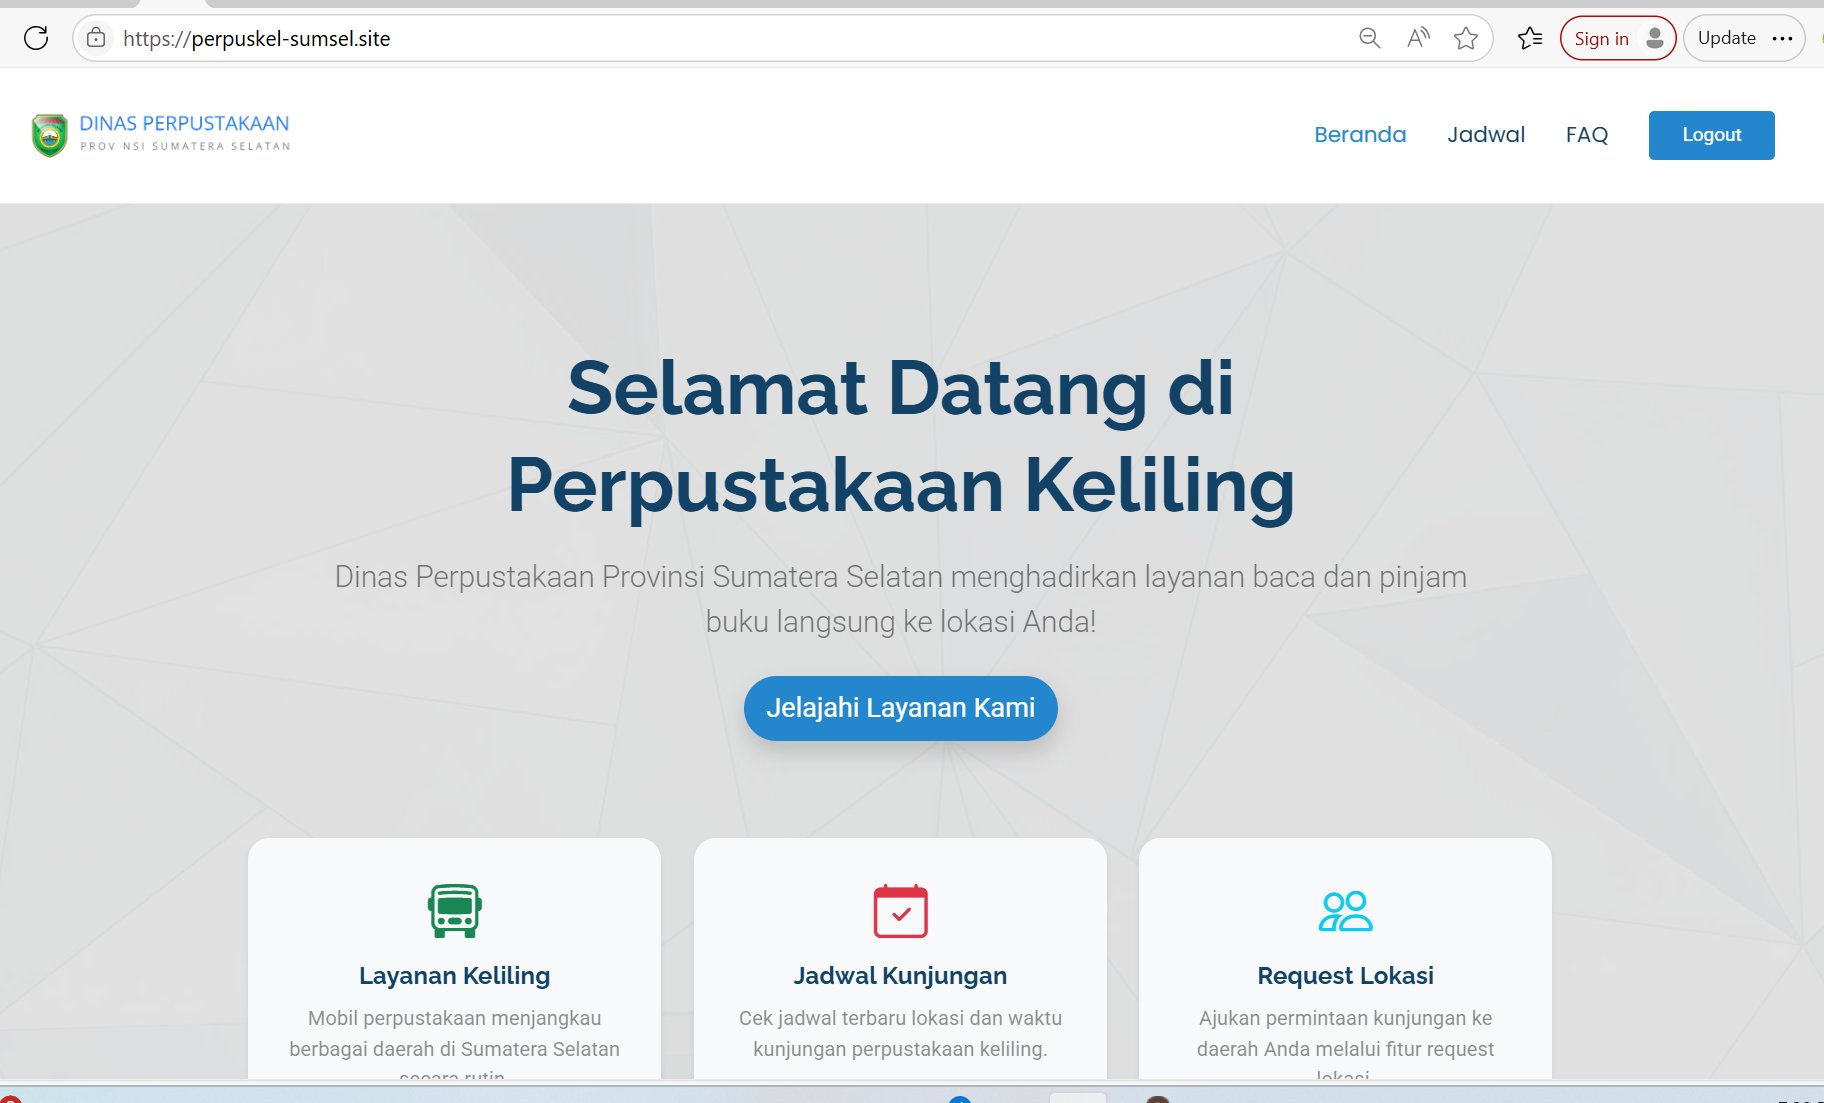 https://perpuskel-sumsel.site
Sign in
Update
DINAS PERPUSTAKAAN
PROV NSI SUMATERA SELATAN
Beranda
Jadwal
FAQ
Logout
Selamat Datang di
Perpustakaan Keliling
Dinas Perpustakaan Provinsi Sumatera Selatan menghadirkan layanan baca dan pinjam
buku langsung ke lokasi Anda!
Jelajahi Layanan Kami
Layanan Keliling
Mobil perpustakaan menjangkau
berbagai daerah di Sumatera Selatan
secara rutin
Jadwal Kunjungan
Cek jadwal terbaru lokasi dan waktu
kunjungan perpustakaan keliling.
Request Lokasi
Ajukan permintaan kunjungan ke
daerah Anda melalui fitur request
lokasi